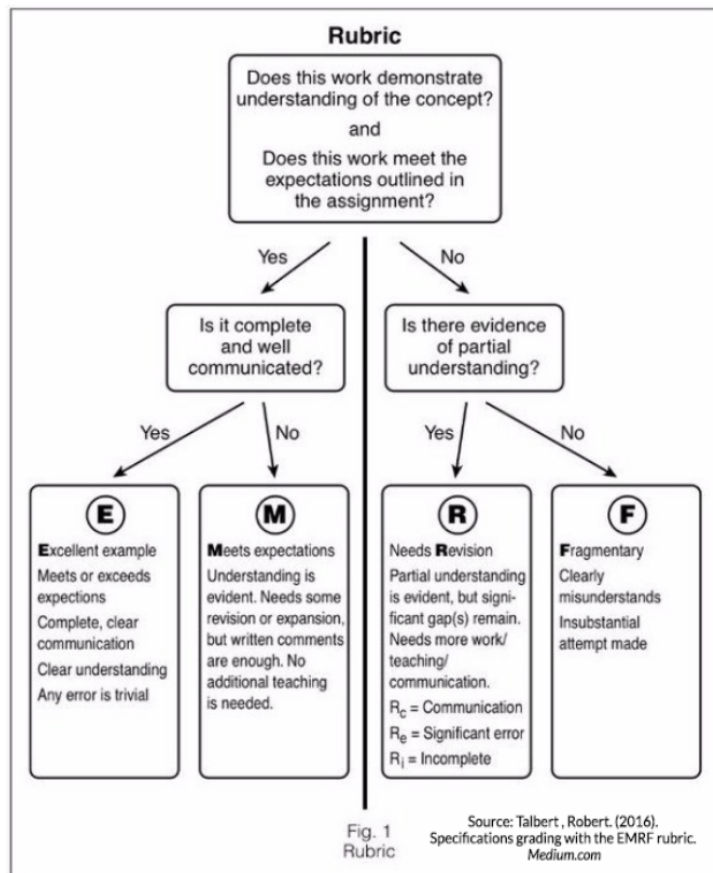 Rubric
Does this work demonstrate
understanding of the concept?
and
Does this work meet the
expectations outlined in
the assignment?
Yes
No
Is it complete
and well
communicated?
Is there evidence
of partial
understanding?
Yes
No
Yes
No
E
Excellent example
Meets or exceeds
expections
Complete, clear
communication
Clear understanding
Any error is trivial
M
Meets expectations
Understanding is
evident. Needs some
revision or expansion,
but written comments
are enough. No
additional teaching
is needed.
R
Needs Revision
Partial understanding
is evident, but signi-
ficant gap(s) remain.
Needs more work/
teaching/
communication.
Rc = Communication
Re = Significant error
Ri = Incomplete
F
Fragmentary
Clearly
misunderstands
Insubstantial
attempt made
Fig. 1
Rubric
Source: Talbert , Robert. (2016).
Specifications grading with the EMRF rubric.
Medium.com